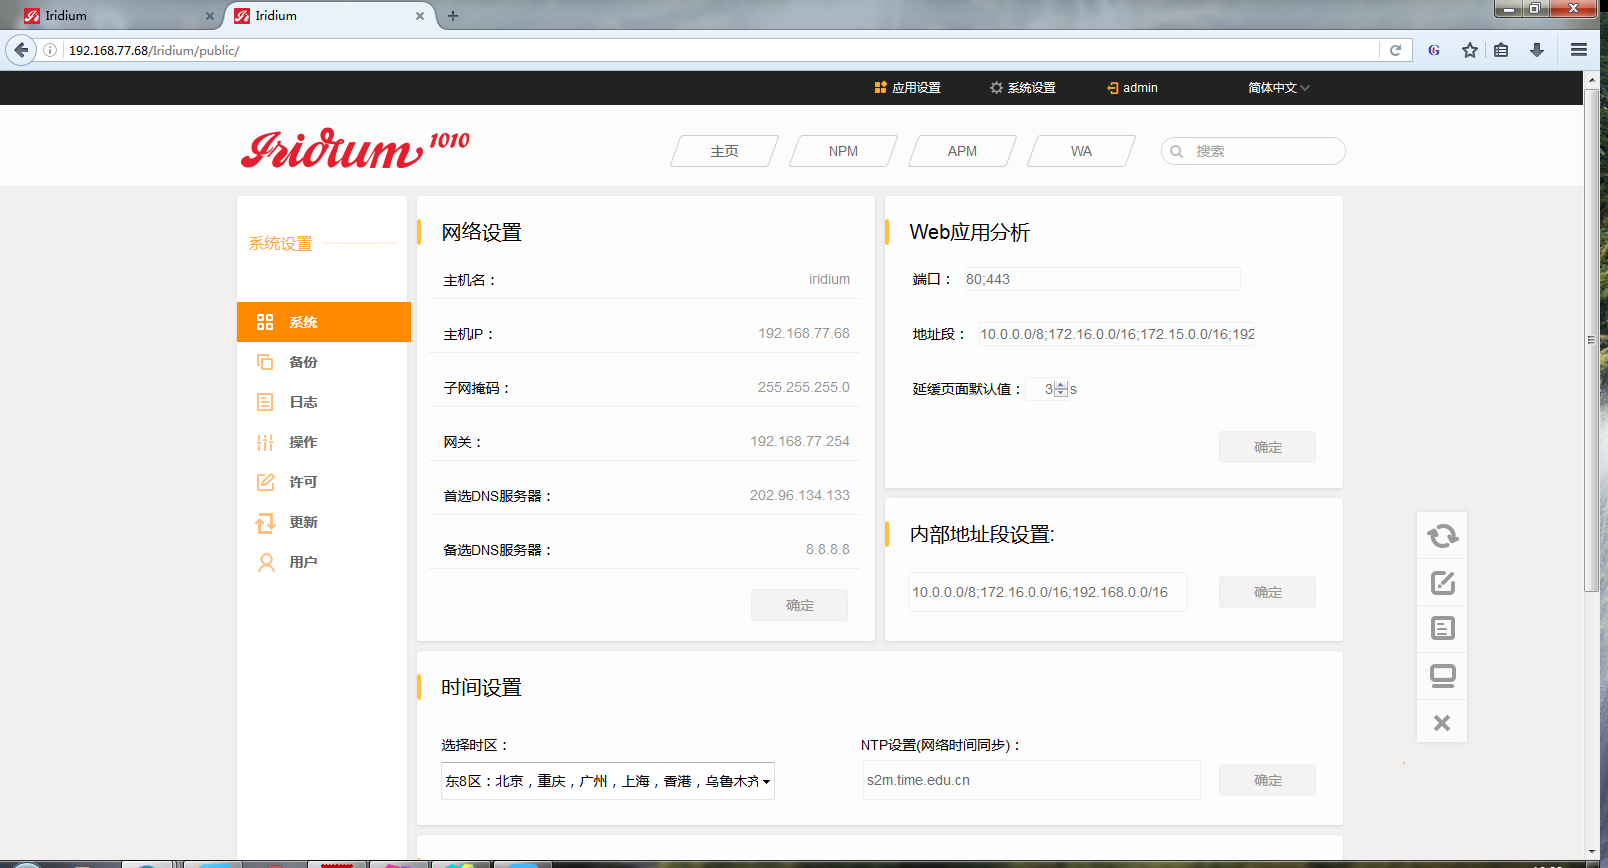 Iridium
Iridium
192.168.77.68/Iridium/public/
应用设置
系统设置
admin
简体中文
Iridium 1010
主页
NPM
APM
WA
搜索
系统设置
系统
备份
日志
操作
许可
更新
用户
网络设置
主机名： iridium
主机IP： 192.168.77.68
子网掩码： 255.255.255.0
网关： 192.168.77.254
首选DNS服务器： 202.96.134.133
备选DNS服务器： 8.8.8.8
确定
Web应用分析
端口： 80;443
地址段： 10.0.0.0/8;172.16.0.0/16;172.15.0.0/16;192
延缓页面默认值： 3 s
确定
内部地址段设置:
10.0.0.0/8;172.16.0.0/16;192.168.0.0/16
确定
时间设置
选择时区：
东8区：北京，重庆，广州，上海，香港，乌鲁木齐
NTP设置(网络时间同步)：
s2m.time.edu.cn
确定